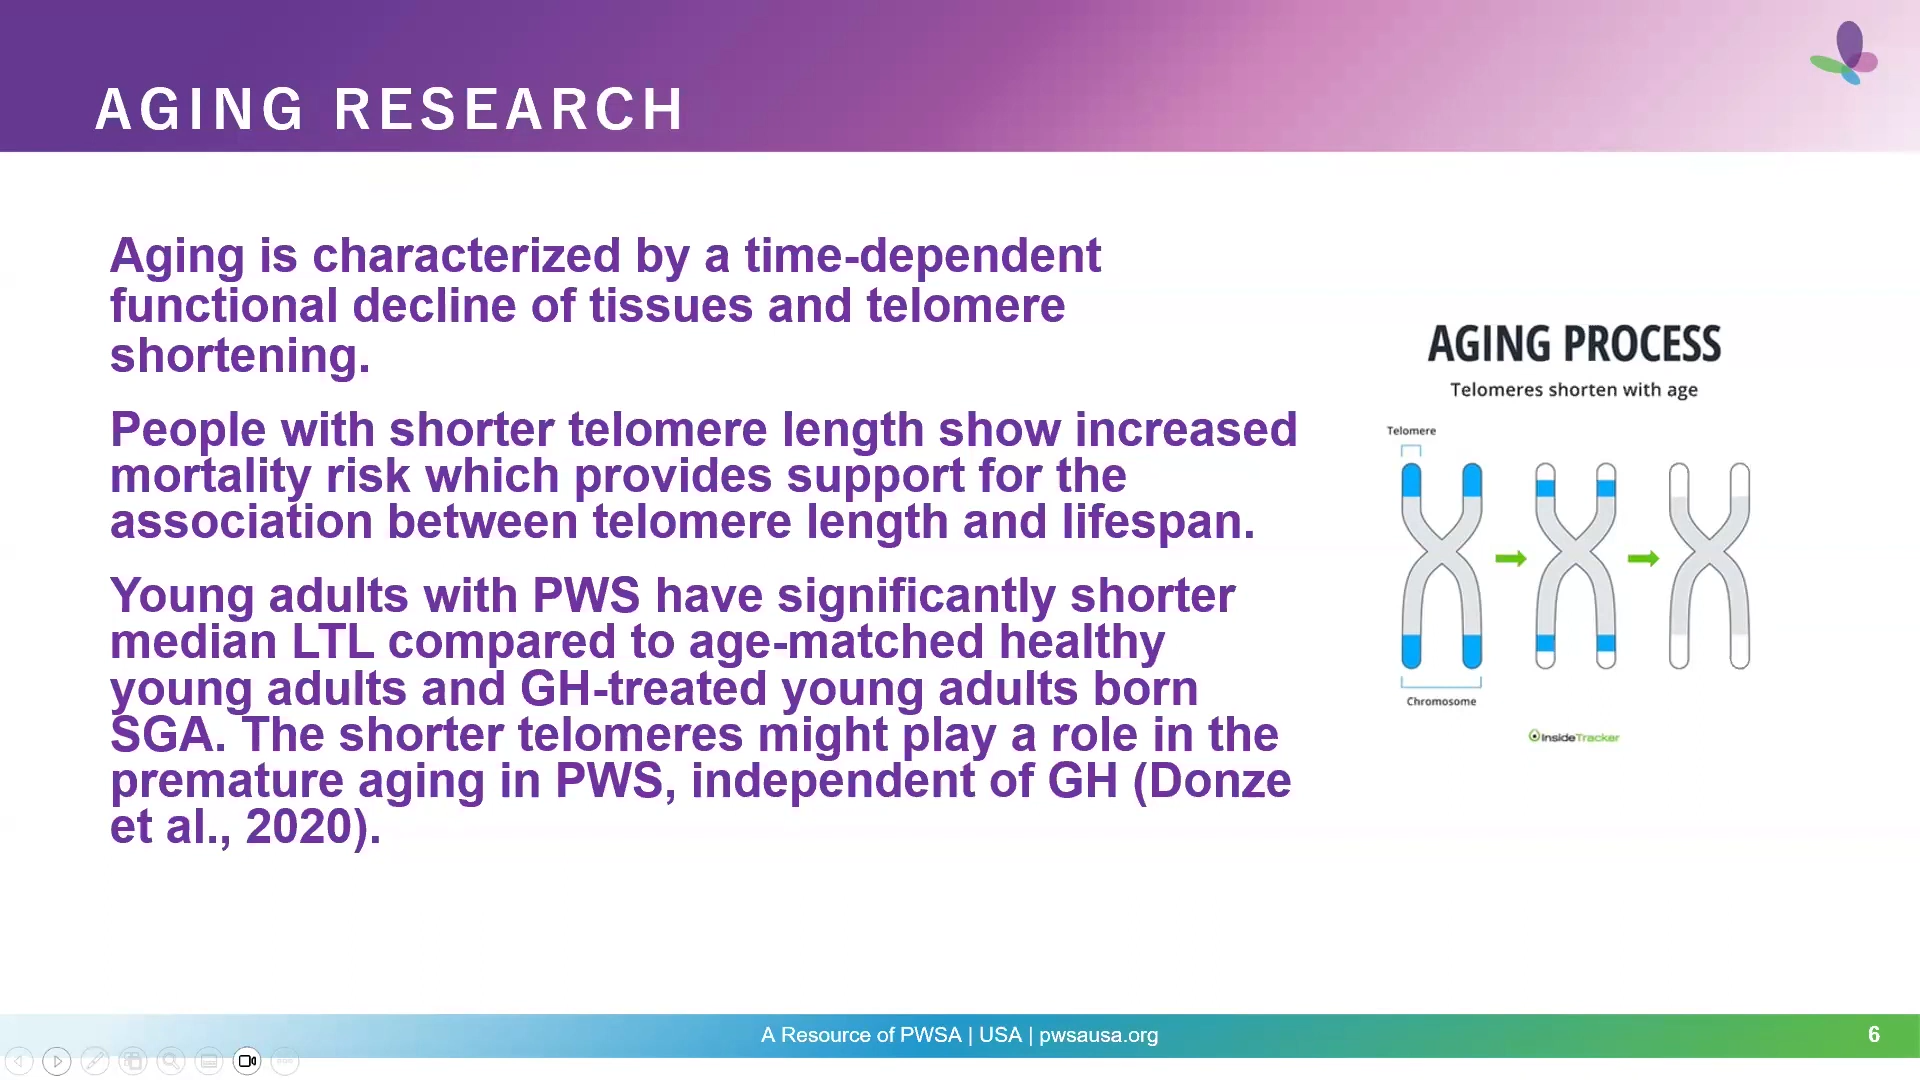 AGING RESEARCH
Aging is characterized by a time-dependent
functional decline of tissues and telomere
shortening.
People with shorter telomere length show increased
mortality risk which provides support for the
association between telomere length and lifespan.
Young adults with PWS have significantly shorter
median LTL compared to age-matched healthy
young adults and GH-treated young adults born
SGA. The shorter telomeres might play a role in the
premature aging in PWS, independent of GH (Donze
et al., 2020).
AGING PROCESS
Telomeres shorten with age
Telomere
Chromosome
InsideTracker
A Resource of PWSA | USA | pwsausa.org
6